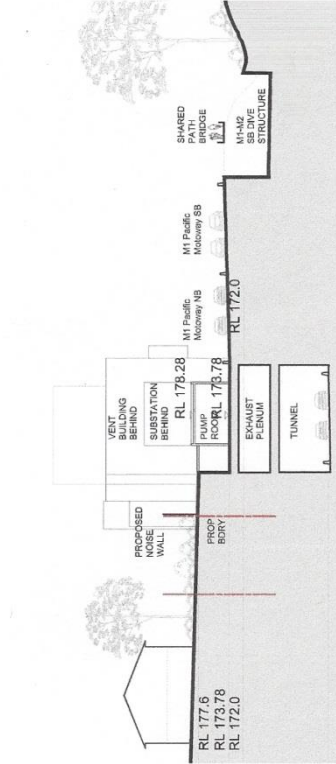 VENT
BUILDING
BEHIND
SUBSTATION
BEHIND
RL 178.28
PUMP
ROOM
RL 173.78
PROPOSED
NOISE
WALL
PROP
BDRY
EXHAUST
PLENUM
TUNNEL
M1 Pacific
Motoway NB
M1 Pacific
Motoway SB
RL 172.0
SHARED
PATH
BRIDGE
M1-M2
SB DIVE
STRUCTURE
RL 177.6
RL 173.78
RL 172.0